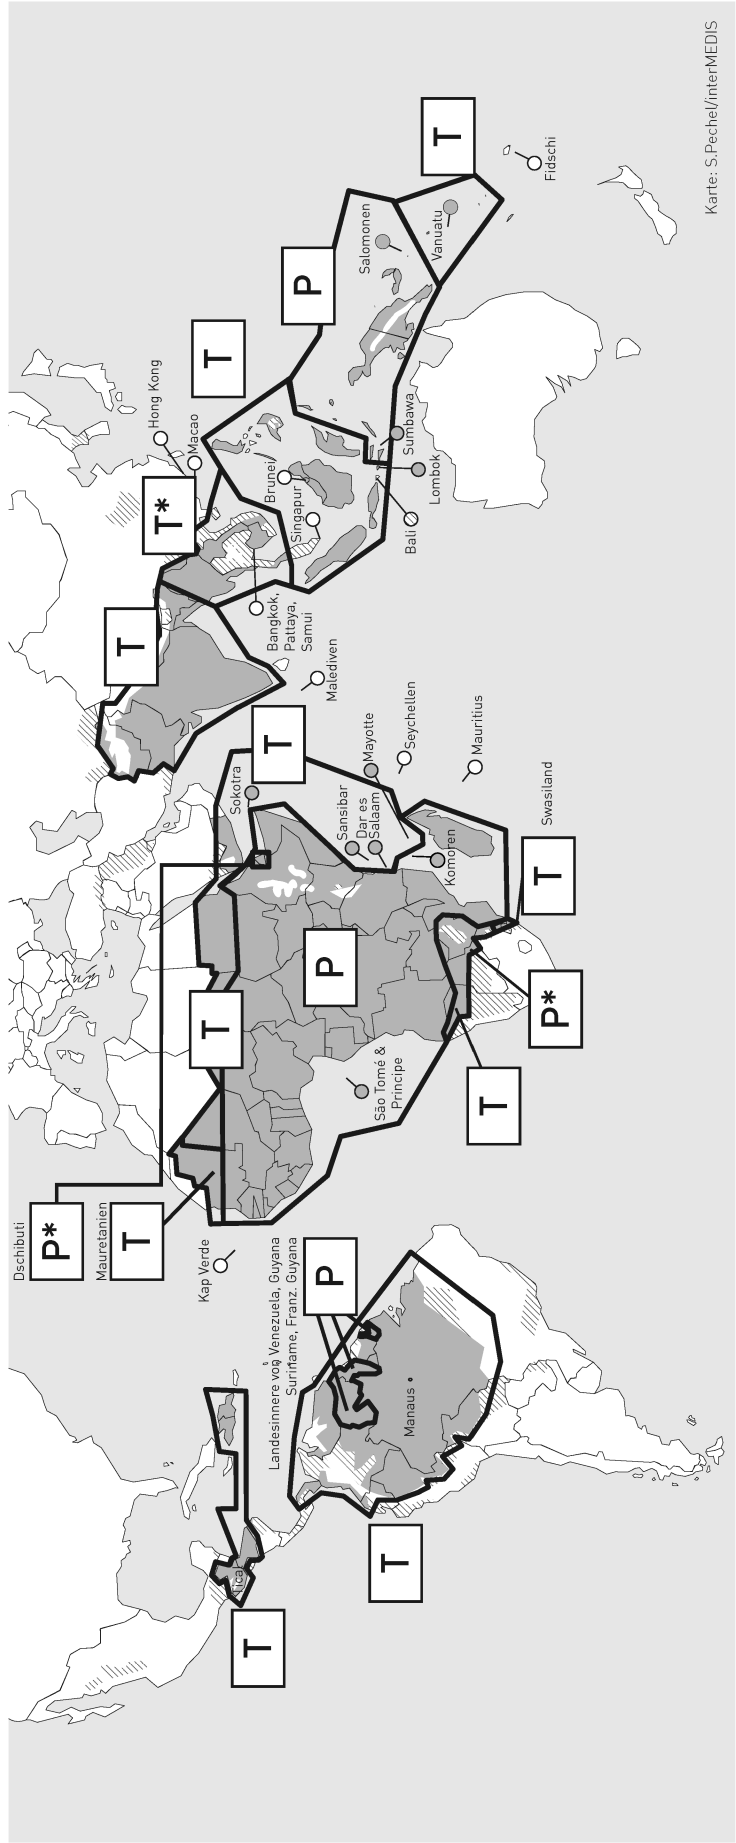 Dschibuti
P*
Mauretanien
T
Kap Verde
Landesinnere von Venezuela, Guyana
Suriname, Franz. Guyana
P
Manaus
T
T
T
P
São Tomé &
Principe
T
P*
T
Swasiland
Sokotra
T
Sansibar
Dar es
Salaam
Mayotte
Komoren
Seychellen
Mauritius
Malediven
T
T*
Hong Kong
Macao
Bangkok,
Pattaya,
Samui
Singapur
Brunei
Bali
Lombok
Sumbawa
T
P
Salomonen
Vanuatu
T
Fidschi
Karte: S.Pechel/interMEDIS